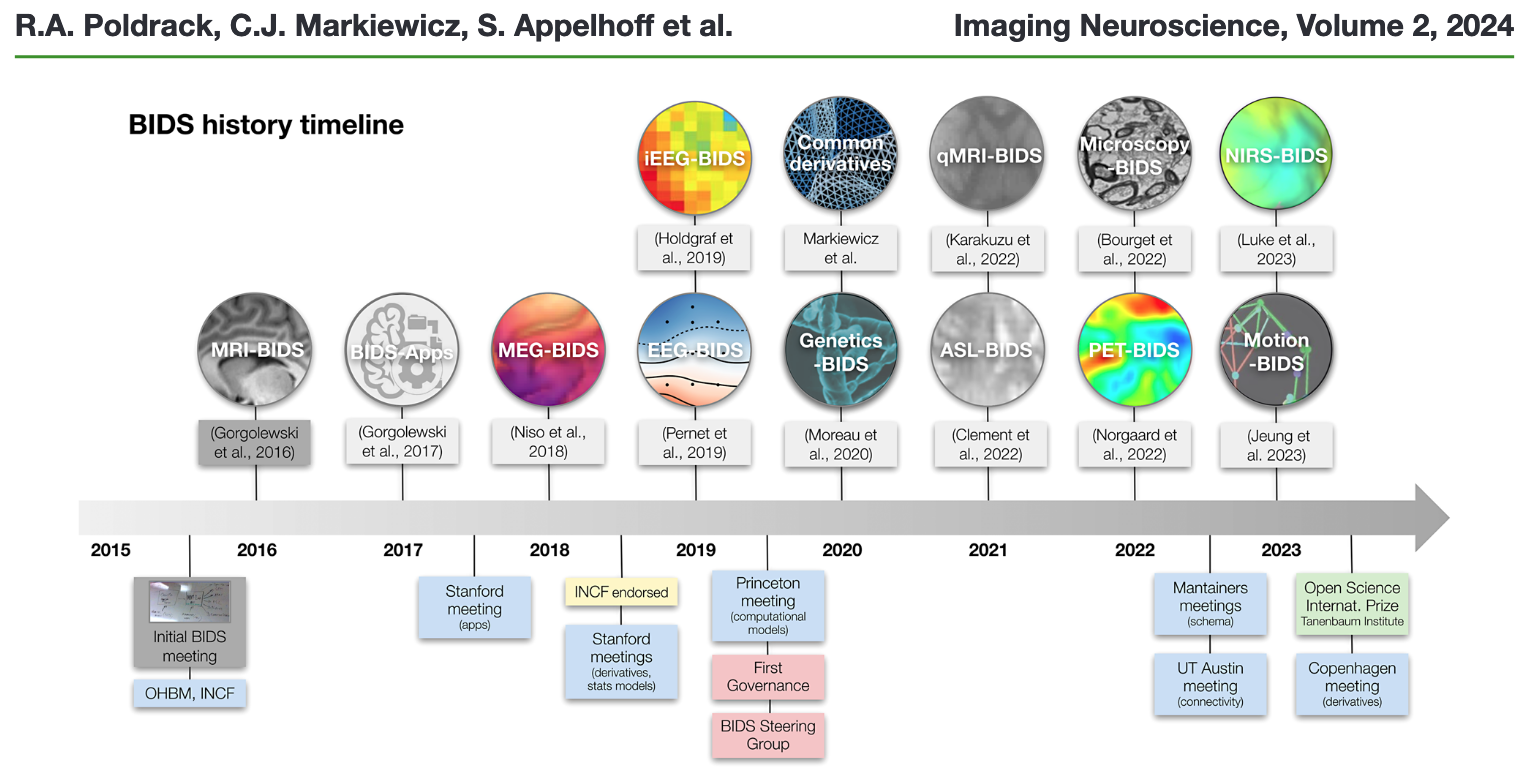 R.A. Poldrack, C.J. Markiewicz, S. Appelhoff et al.
Imaging Neuroscience, Volume 2, 2024
BIDS history timeline
iEEG-BIDS
Common
derivatives
qMRI-BIDS
Microscopy
-BIDS
NIRS-BIDS
(Holdgraf et
al., 2019)
Markiewicz
et al.
(Karakuzu et
al., 2022)
(Bourget et
al., 2022)
(Luke et al.,
2023)
MRI-BIDS
BIDS-Apps
MEG-BIDS
EEG-BIDS
Genetics
-BIDS
ASL-BIDS
PET-BIDS
Motion
-BIDS
(Gorgolewski
et al., 2016)
(Gorgolewski
et al., 2017)
(Niso et al.,
2018)
(Pernet et
al., 2019)
(Moreau et
al., 2020)
(Clement et
al., 2022)
(Norgaard et
al., 2022)
(Jeung et
al. 2023)
2015
2016
2017
2018
2019
2020
2021
2022
2023
Initial BIDS
meeting
OHBM, INCF
Stanford
meeting
(apps)
INCF endorsed
Stanford
meetings
(derivatives,
stats models)
Princeton
meeting
(computational
models)
First
Governance
BIDS Steering
Group
Mantainers
meetings
(schema)
UT Austin
meeting
(connectivity)
Open Science
Internat. Prize
Tanenbaum Institute
Copenhagen
meeting
(derivatives)